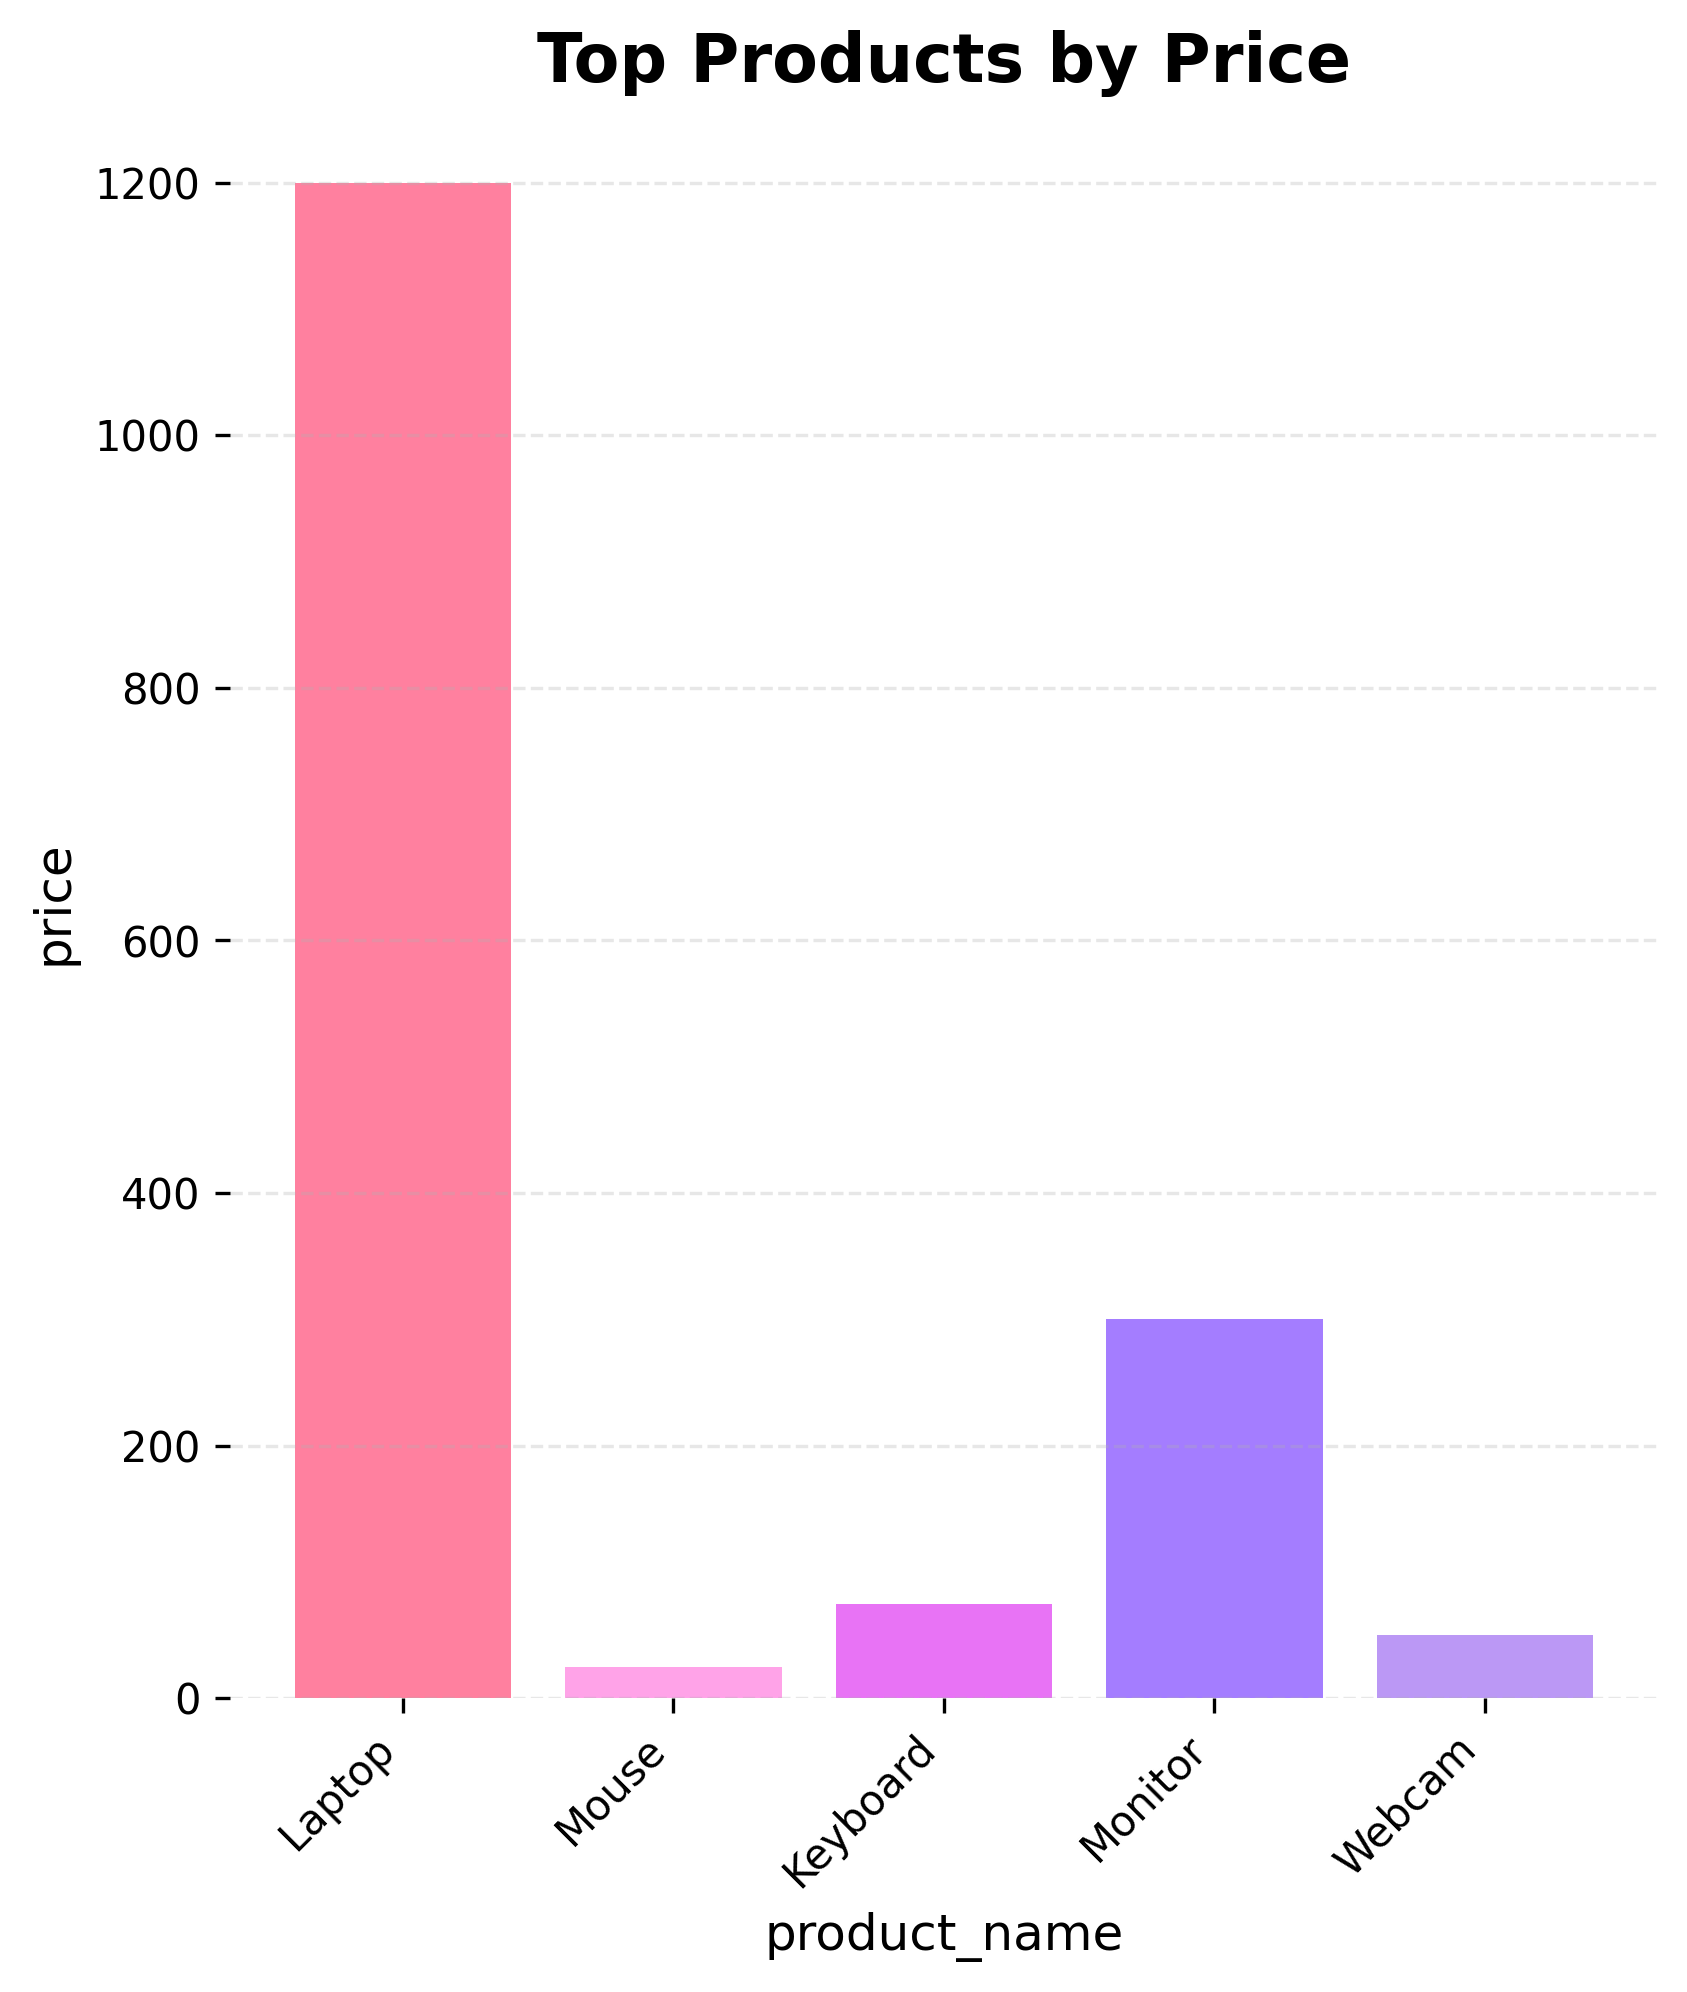 Top Products by Price
1200
1000
800
600
400
200
0
price
Laptop
Mouse
Keyboard
Monitor
Webcam
product_name